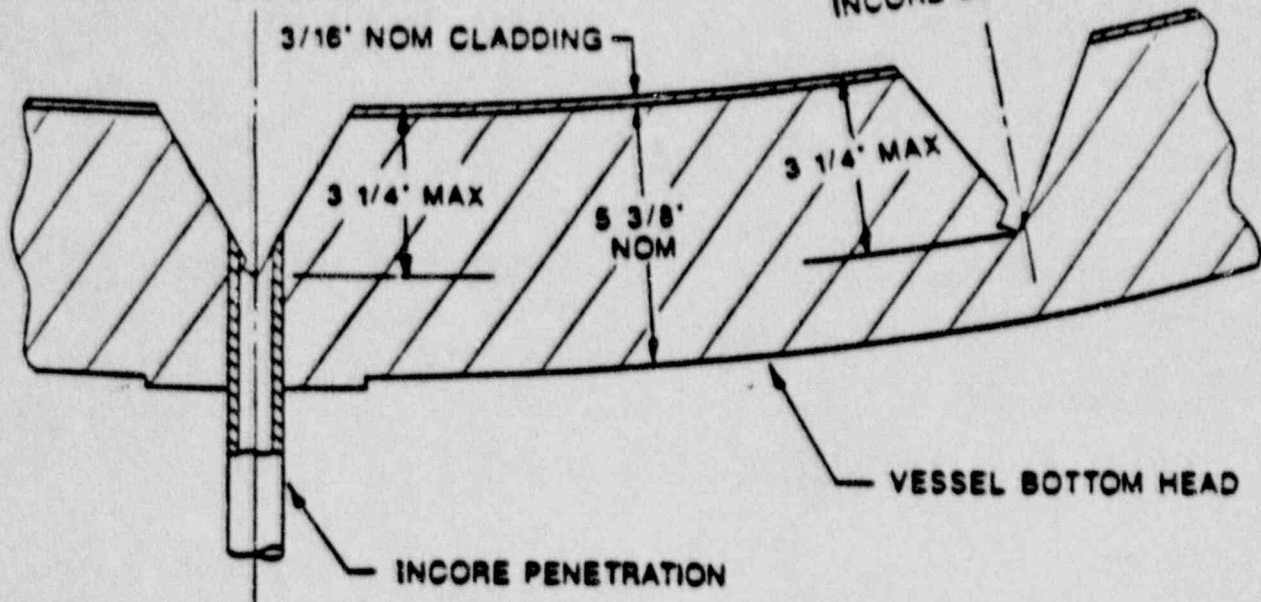 INCORE
3/16" NOM CLADDING
3 1/4" MAX
3 1/4" MAX
5 3/8"
NOM
VESSEL BOTTOM HEAD
INCORE PENETRATION